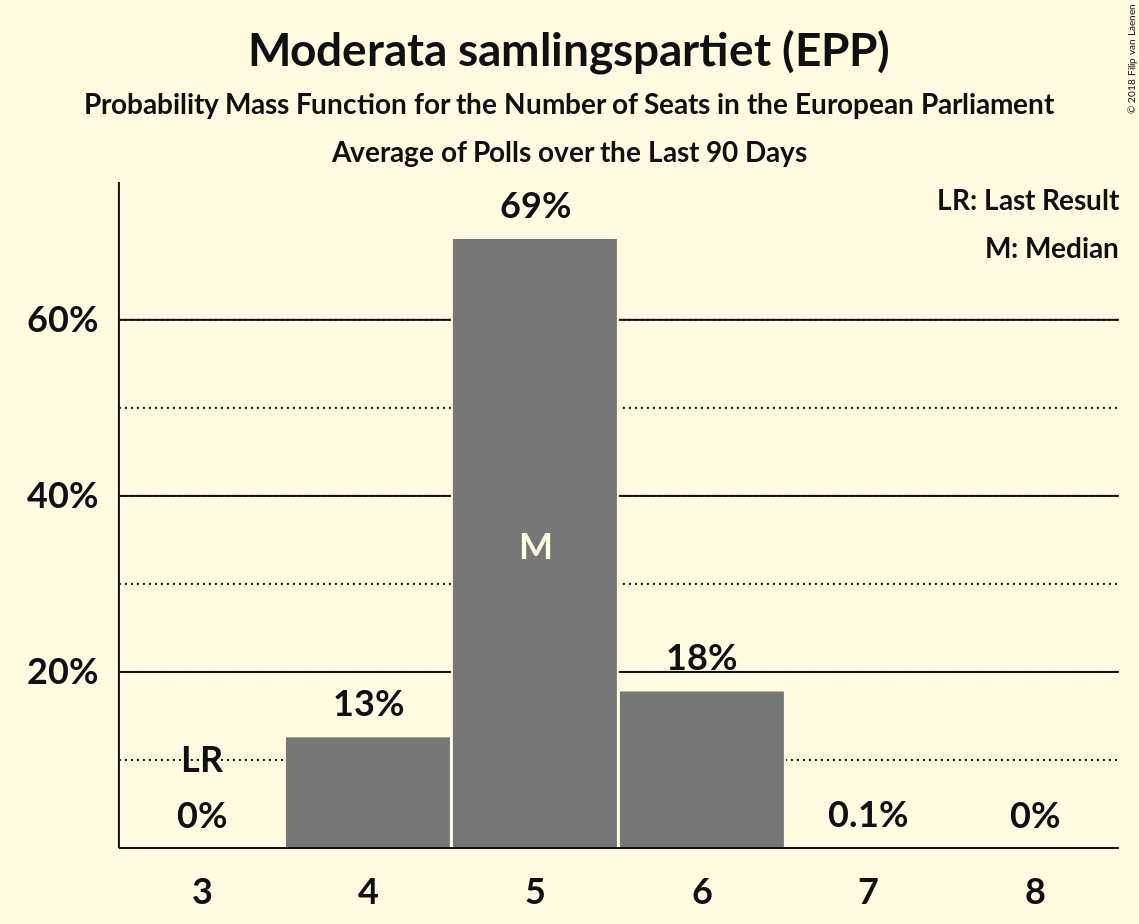 Moderata samlingspartiet (EPP)
Probability Mass Function for the Number of Seats in the European Parliament
Average of Polls over the Last 90 Days
© 2018 Filip van Laenen
LR: Last Result
M: Median
69%
60%
40%
M
20%
18%
13%
LR
0%
0.1%
0%
3 4 5 6 7 8